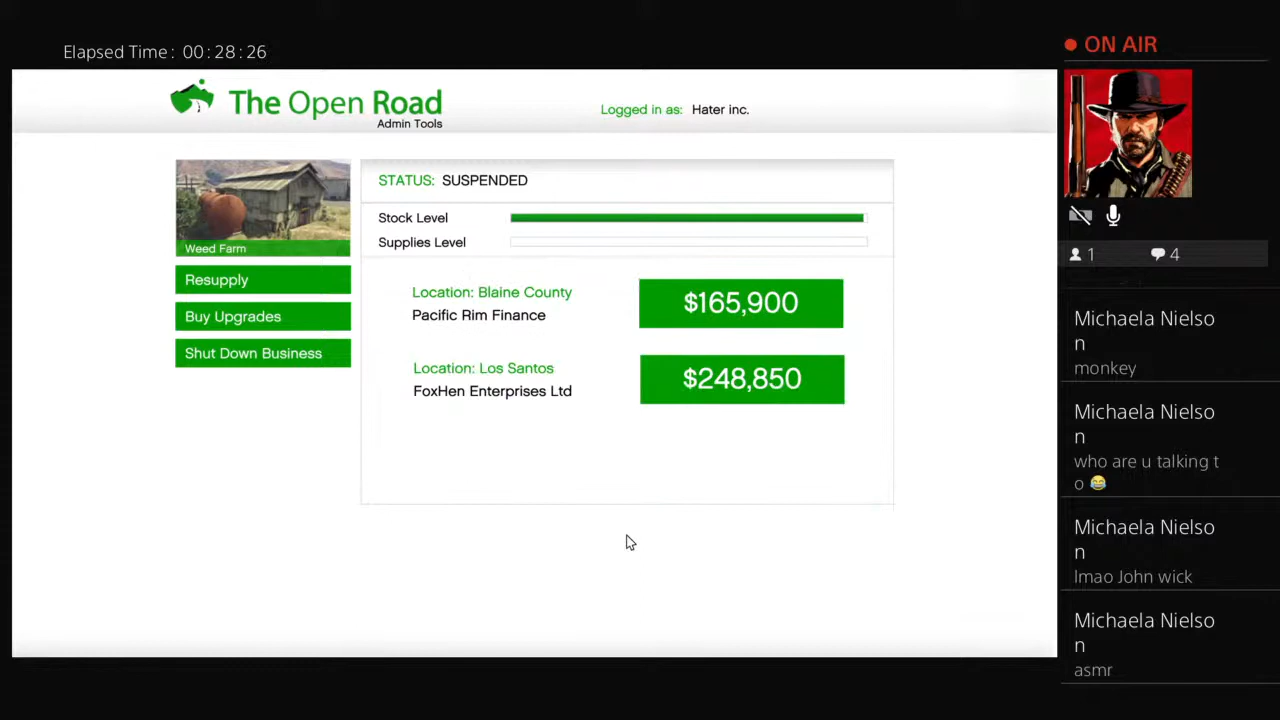 Elapsed Time: 00:28:26
ON AIR
The Open Road
Admin Tools
Logged in as: Hater inc.
Weed Farm
Resupply
Buy Upgrades
Shut Down Business
STATUS: SUSPENDED
Stock Level
Supplies Level
Location: Blaine County
Pacific Rim Finance
$165,900
Location: Los Santos
FoxHen Enterprises Ltd
$248,850
1
4
Michaela Nielso
n
monkey
Michaela Nielso
n
who are u talking t
o 😂
Michaela Nielso
n
lmao John wick
Michaela Nielso
n
asmr